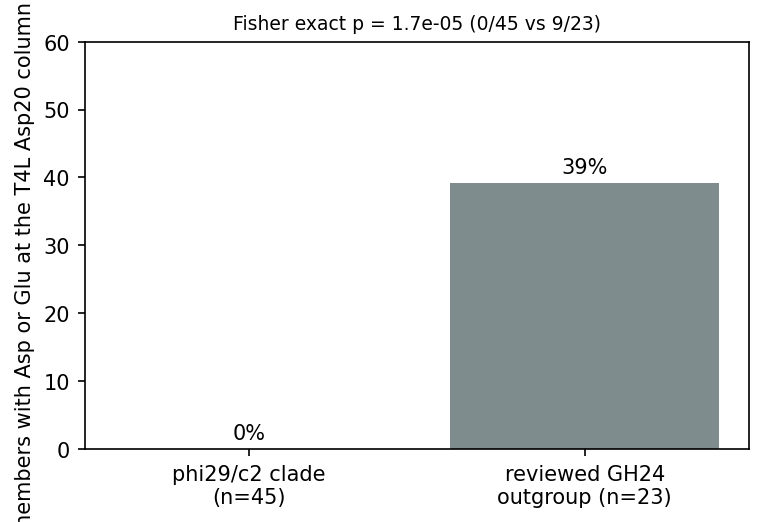 Fisher exact p = 1.7e-05 (0/45 vs 9/23)
with Asp or Glu at the T4L Asp20 column
60
50
40
30
20
10
0
39%
0%
phi29/c2 clade
(n=45)
reviewed GH24
outgroup (n=23)